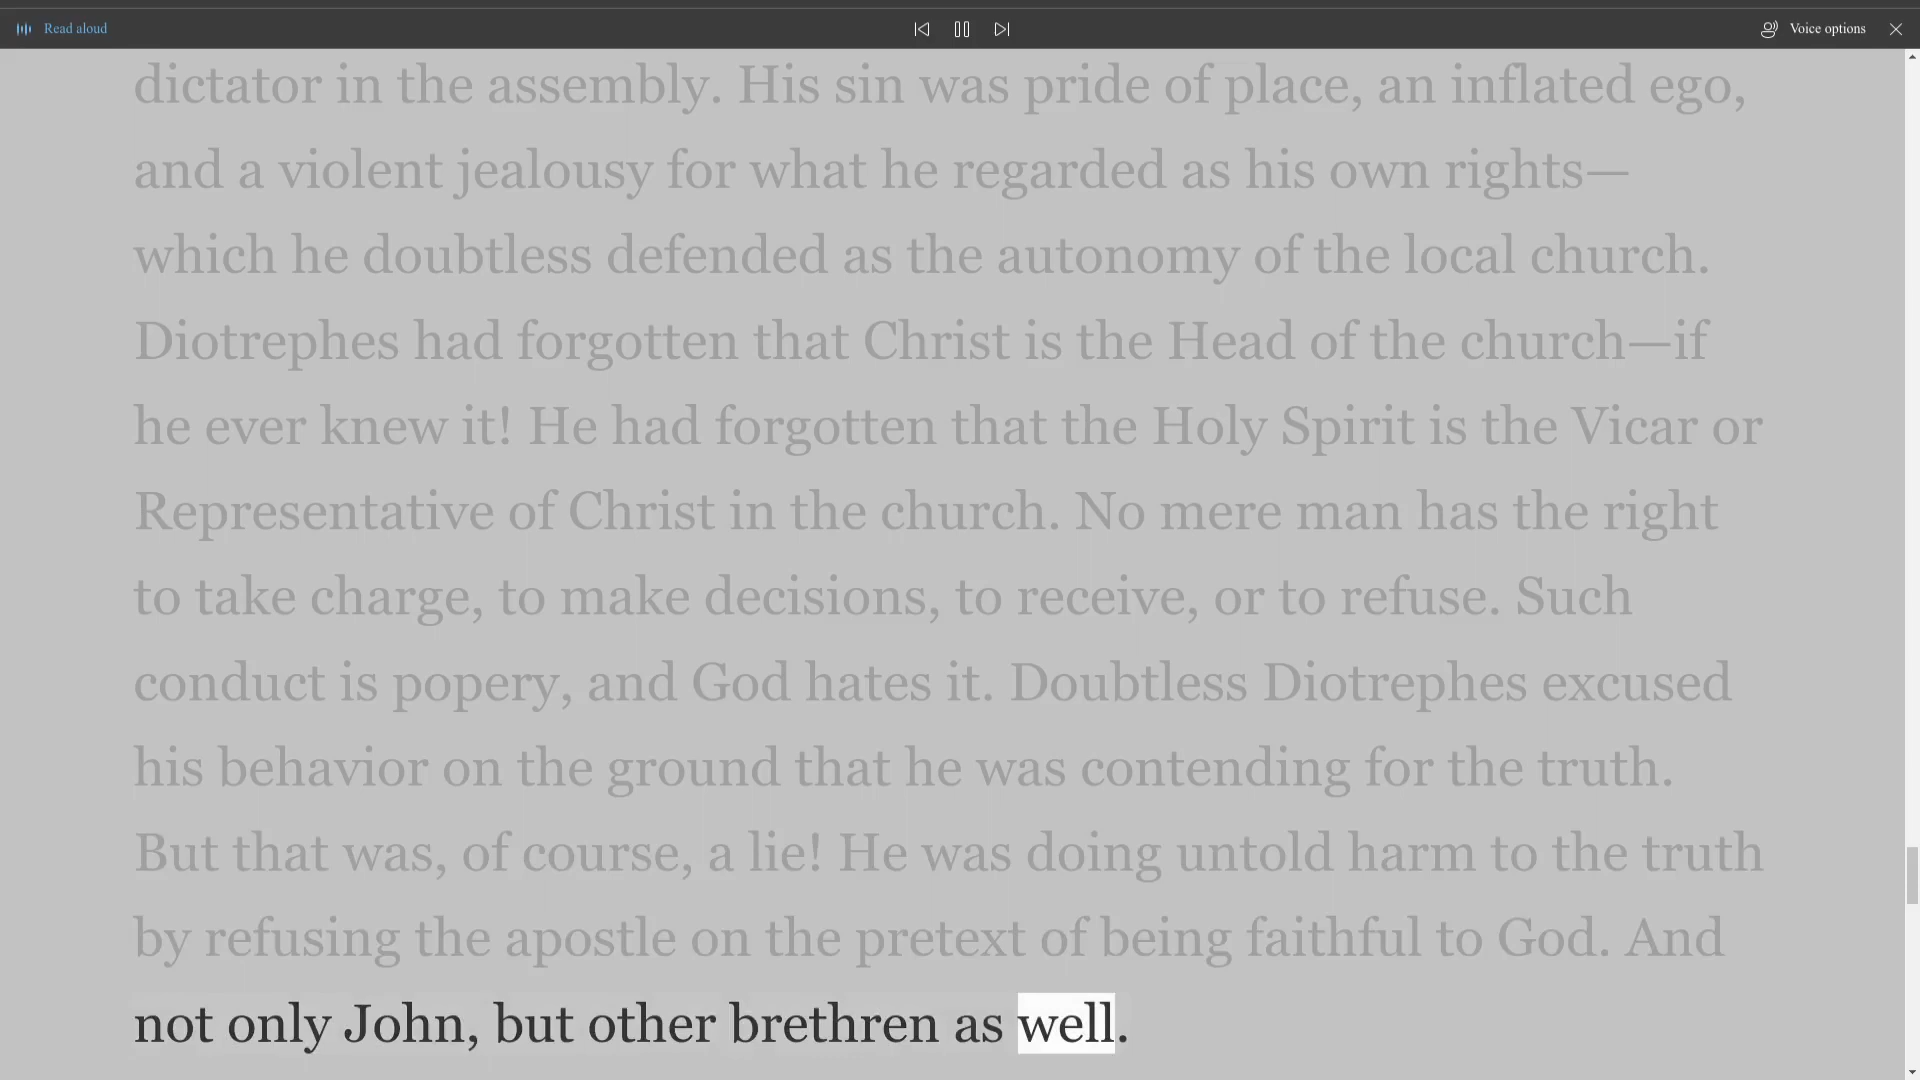 Read aloud
Voice options
dictator in the assembly. His sin was pride of place, an inflated ego,
and a violent jealousy for what he regarded as his own rights—
which he doubtless defended as the autonomy of the local church.
Diotrephes had forgotten that Christ is the Head of the church—if
he ever knew it! He had forgotten that the Holy Spirit is the Vicar or
Representative of Christ in the church. No mere man has the right
to take charge, to make decisions, to receive, or to refuse. Such
conduct is popery, and God hates it. Doubtless Diotrephes excused
his behavior on the ground that he was contending for the truth.
But that was, of course, a lie! He was doing untold harm to the truth
by refusing the apostle on the pretext of being faithful to God. And
not only John, but other brethren as well.